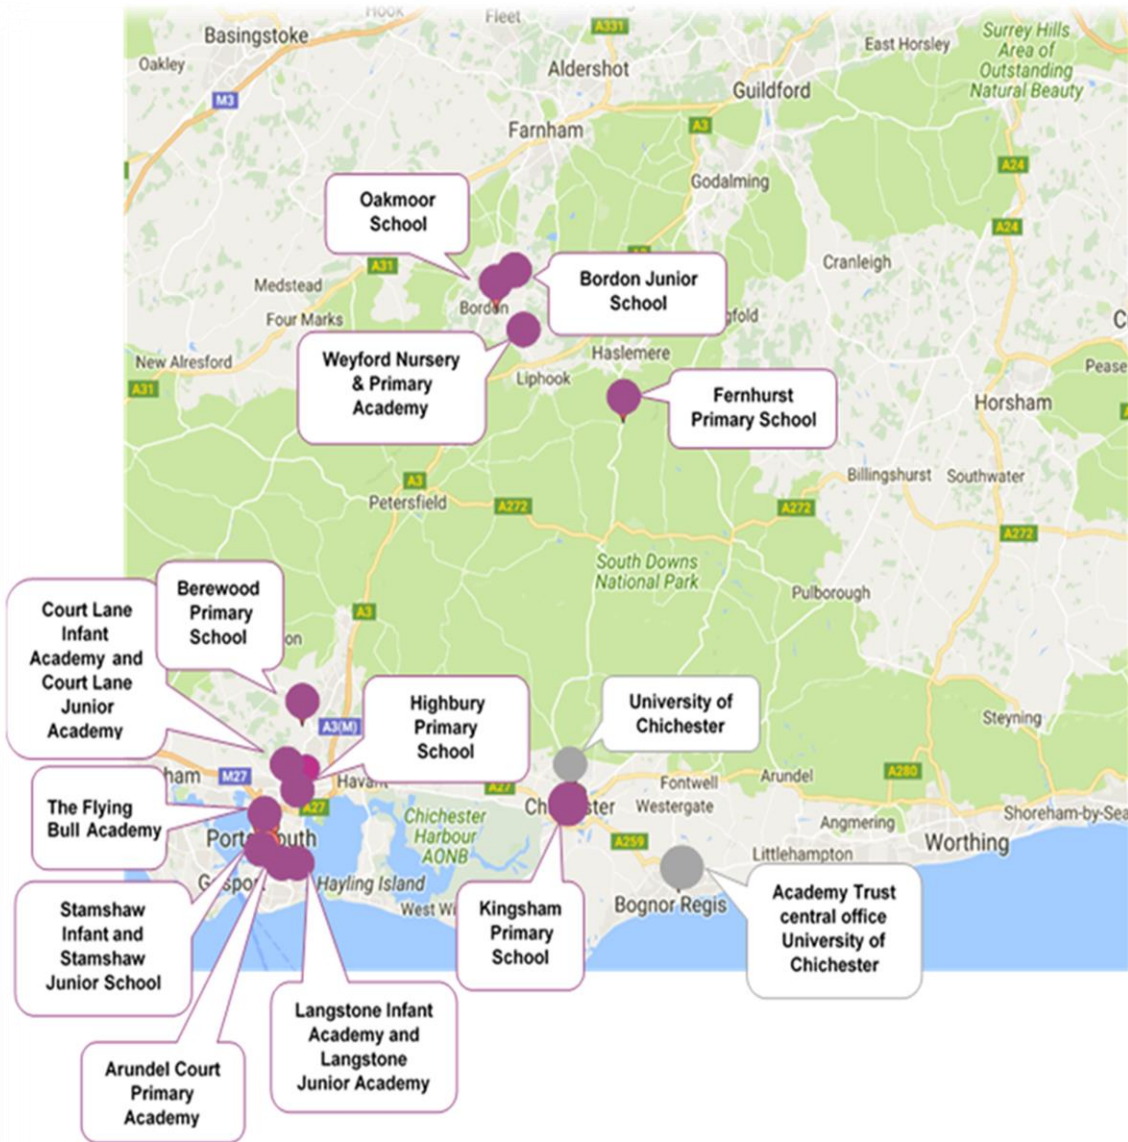 Hook
Fleet
A331
Basingstoke
Surrey Hills
Area of
Outstanding
Natural Beauty
East Horsley
Oakley
Aldershot
M3
Guildford
Farnham
A3
A24
Godalming
Oakmoor
School
A24
A31
Cranleigh
Bordon Junior
School
Medstead
Bordon
Four Marks
gfold
Weyford Nursery
& Primary
Academy
Haslemere
New Alresford
Liphook
Pease
A31
Fernhurst
Primary School
Horsham
A3
Billingshurst
Southwater
Petersfield
A272
A272
A272
South Downs
National Park
Pulborough
Berewood
Primary
School
Court Lane
Infant
Academy and
Court Lane
Junior
Academy
A3
on
Highbury
Primary
School
University of
Chichester
A3(M)
Steyning
ham
M27
Havant
A27
Fontwell
Arundel
A280
The Flying
Bull Academy
A27
Chichester
Westergate
Shoreham-by-Sea
Chichester
Harbour
AONB
Angmering
Portsmouth
A259
Worthing
Littlehampton
Gosport
Hayling Island
West Wi
Bognor Regis
Stamshaw
Infant and
Stamshaw
Junior School
Kingsham
Primary
School
Academy Trust
central office
University of
Chichester
Langstone Infant
Academy and
Langstone
Junior Academy
Arundel Court
Primary
Academy